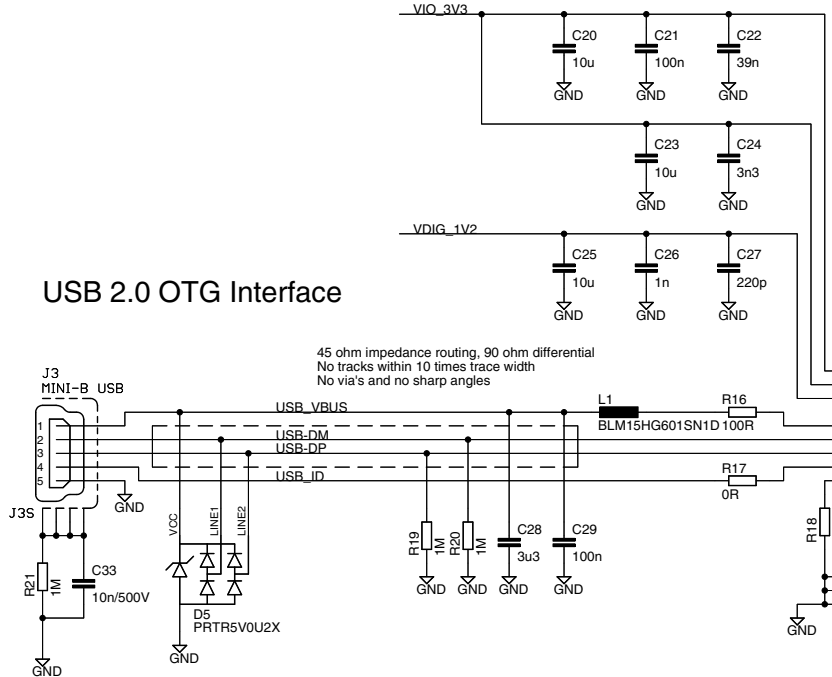 VIO_3V3
C20
10u
GND
C21
100n
GND
C22
39n
GND
C23
10u
GND
C24
3n3
GND
VDIG_1V2
C25
10u
GND
C26
1n
GND
C27
220p
GND
USB 2.0 OTG Interface
45 ohm impedance routing, 90 ohm differential
No tracks within 10 times trace width
No via's and no sharp angles
J3
MINI-B USB
1
2
3
4
5
J3S
GND
USB_VBUS
USB-DM
USB-DP
USB_ID
L1
BLM15HG601SN1D
R16
100R
R17
0R
VCC
LINE1
LINE2
R19
1M
GND
R20
1M
GND
C28
3u3
GND
C29
100n
GND
R18
GND
R21
1M
C33
10n/500V
GND
D5
PRTR5V0U2X
GND